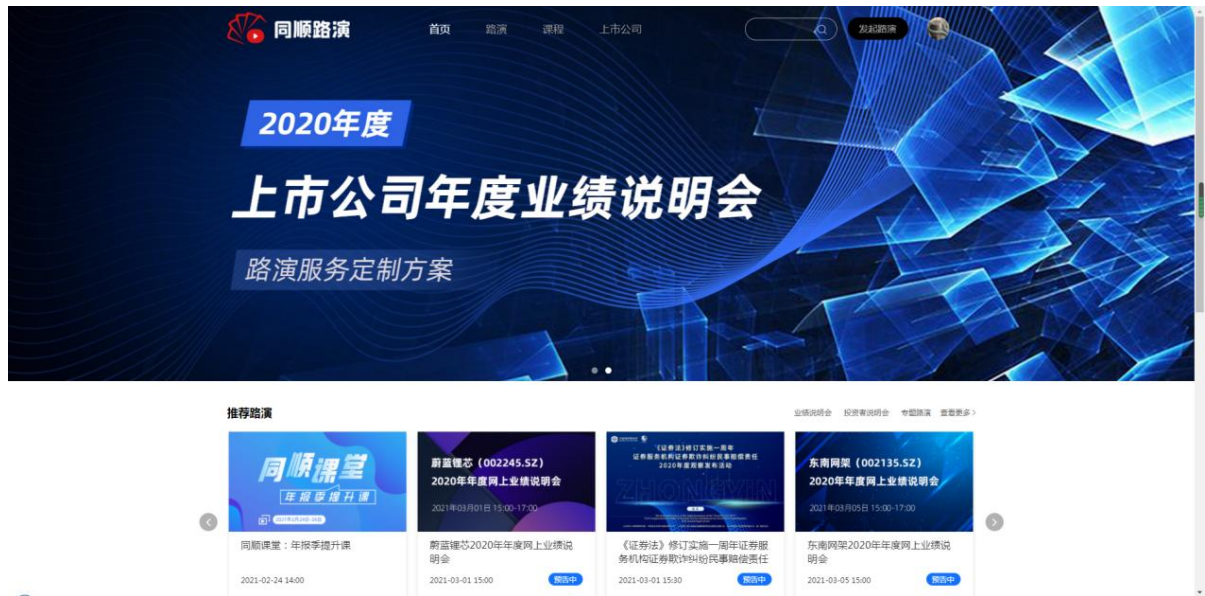 同顺路演
首页 路演 课程 上市公司 发起路演
2020年度
上市公司年度业绩说明会
路演服务定制方案
推荐路演
业绩说明会 投资者说明会 专题路演 查看更多>
同顺课堂
年报季提升课
蔚蓝锂芯（002245.SZ）
2020年年度网上业绩说明会
2021年03月01日 15:00-17:00
《证券法》修订实施一周年
证券服务机构证券欺诈纠纷民事赔偿责任
2020年度观察发布活动
ZHONGYIN
东南网架（002135.SZ）
2020年年度网上业绩说明会
2021年03月05日 15:00-17:00
同顺课堂：年报季提升课
2021-02-24 14:00
蔚蓝锂芯2020年年度网上业绩说
明会
2021-03-01 15:00 预告中
《证券法》修订实施一周年证券服
务机构证券欺诈纠纷民事赔偿责任
2021-03-01 15:30 预告中
东南网架2020年年度网上业绩说
明会
2021-03-05 15:00 预告中